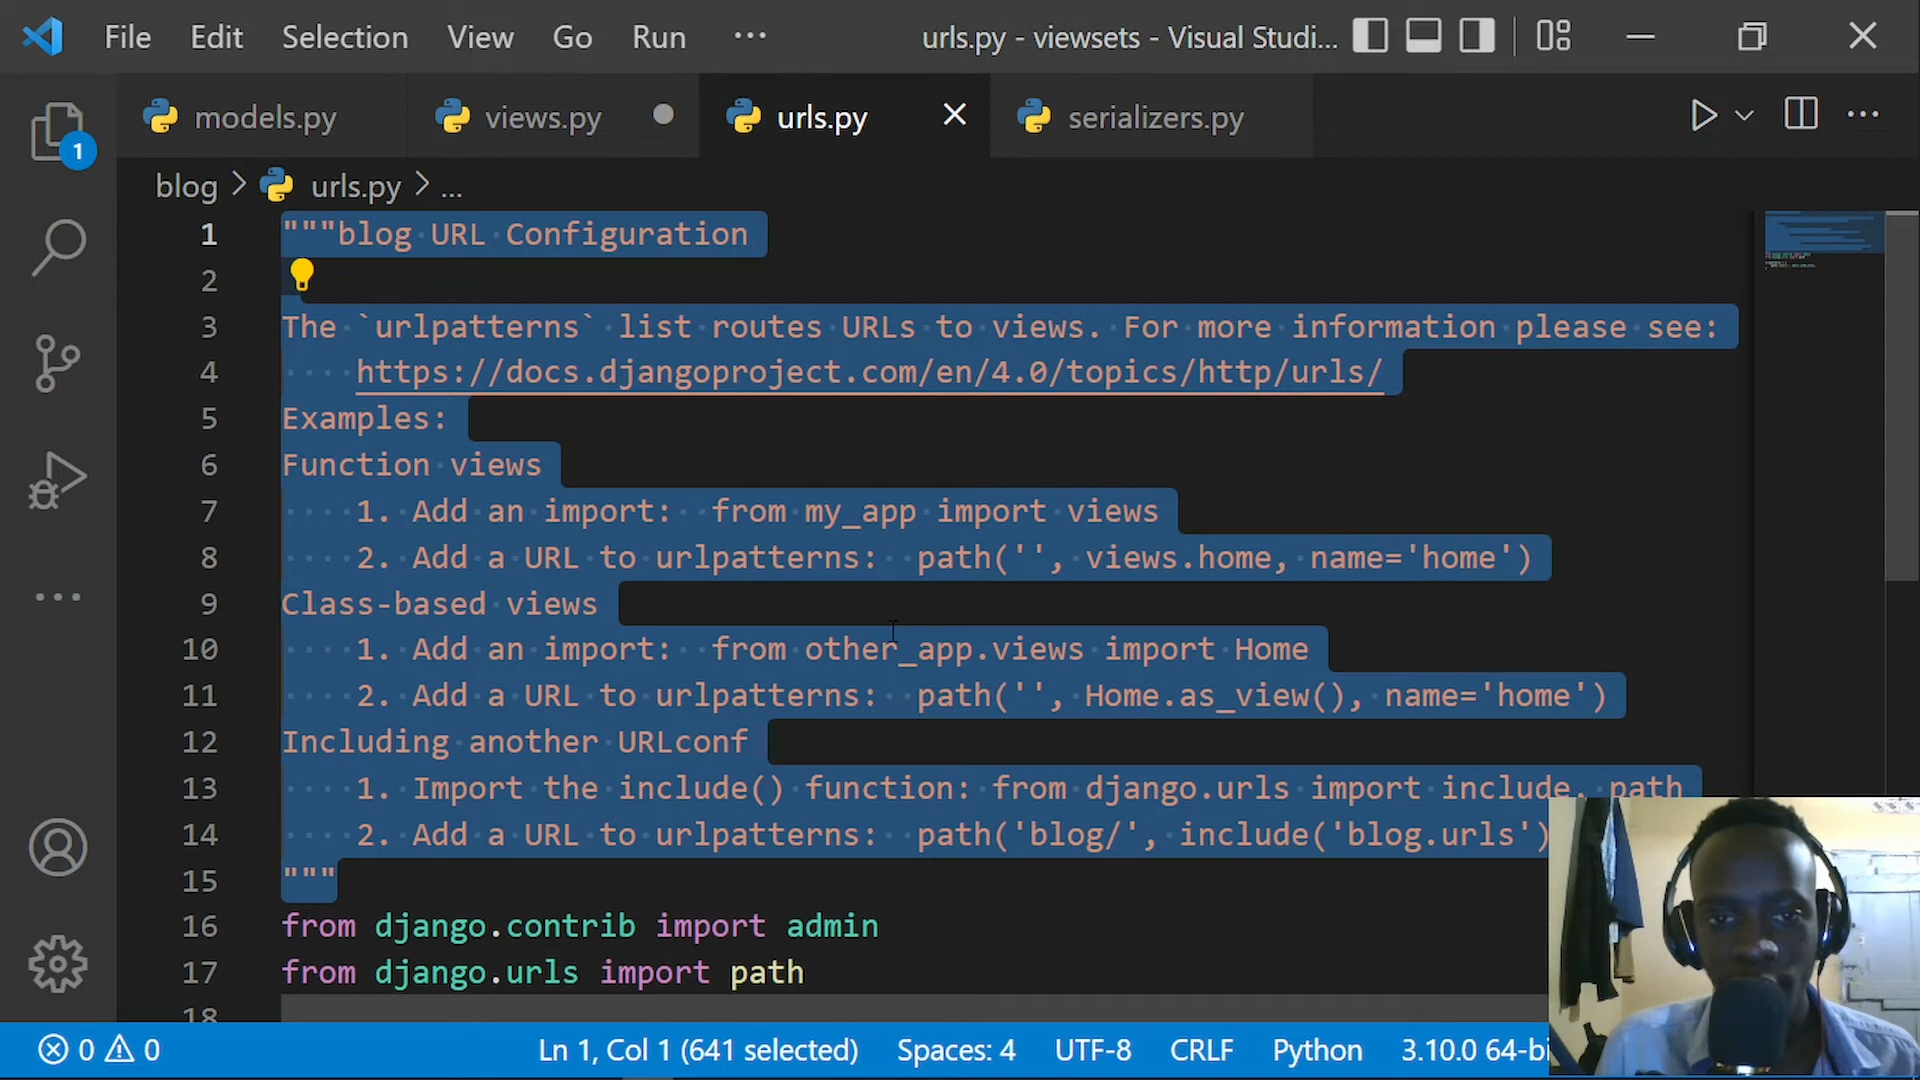 File Edit Selection View Go Run ···
urls.py - viewsets - Visual Studi...
models.py
views.py
urls.py
serializers.py
1
blog > urls.py > ...
1 """blog URL Configuration
2
3 The `urlpatterns` list routes URLs to views. For more information please see:
4 https://docs.djangoproject.com/en/4.0/topics/http/urls/
5 Examples:
6 Function views
7 1. Add an import:  from my_app import views
8 2. Add a URL to urlpatterns:  path('', views.home, name='home')
9 Class-based views
10 1. Add an import:  from other_app.views import Home
11 2. Add a URL to urlpatterns:  path('', Home.as_view(), name='home')
12 Including another URLconf
13 1. Import the include() function: from django.urls import include, path
14 2. Add a URL to urlpatterns:  path('blog/', include('blog.urls')
15 """
16 from django.contrib import admin
17 from django.urls import path
18
0 0 Ln 1, Col 1 (641 selected) Spaces: 4 UTF-8 CRLF Python 3.10.0 64-bi